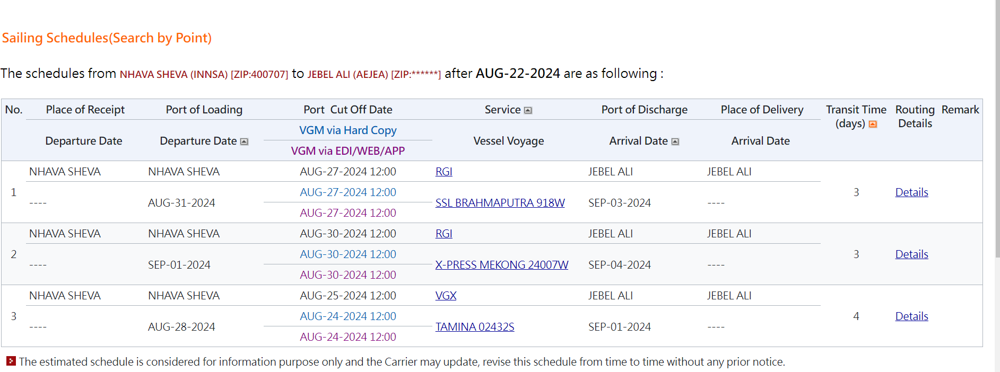 Sailing Schedules(Search by Point)
The schedules from NHAVA SHEVA (INNSA) [ZIP:400707] to JEBEL ALI (AEJEA) [ZIP:******] after AUG-22-2024 are as following :
No. Place of Receipt Port of Loading Port Cut Off Date Service Port of Discharge Place of Delivery Transit Time (days) Routing Details Remark
Departure Date Departure Date VGM via Hard Copy Vessel Voyage Arrival Date Arrival Date
VGM via EDI/WEB/APP
NHAVA SHEVA NHAVA SHEVA AUG-27-2024 12:00 RGI JEBEL ALI JEBEL ALI
1 AUG-27-2024 12:00 3 Details
---- AUG-31-2024 SSL BRAHMAPUTRA 918W SEP-03-2024 ----
AUG-27-2024 12:00
NHAVA SHEVA NHAVA SHEVA AUG-30-2024 12:00 RGI JEBEL ALI JEBEL ALI
2 AUG-30-2024 12:00 3 Details
---- SEP-01-2024 X-PRESS MEKONG 24007W SEP-04-2024 ----
AUG-30-2024 12:00
NHAVA SHEVA NHAVA SHEVA AUG-25-2024 12:00 VGX JEBEL ALI JEBEL ALI
3 AUG-24-2024 12:00 4 Details
---- AUG-28-2024 TAMINA 02432S SEP-01-2024 ----
AUG-24-2024 12:00
The estimated schedule is considered for information purpose only and the Carrier may update, revise this schedule from time to time without any prior notice.